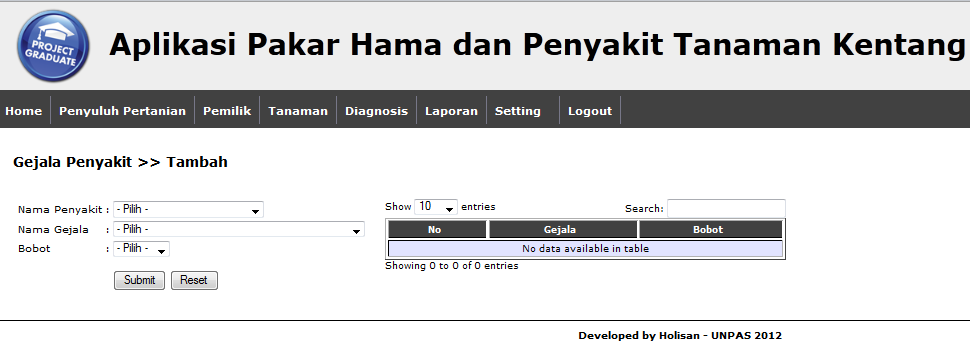 PROJECT
GRADUATE
Aplikasi Pakar Hama dan Penyakit Tanaman Kentang
Home Penyuluh Pertanian Pemilik Tanaman Diagnosis Laporan Setting Logout
Gejala Penyakit >> Tambah
Nama Penyakit : - Pilih -
Nama Gejala : - Pilih -
Bobot : - Pilih -
Submit Reset
Show 10 entries Search:
No Gejala Bobot
No data available in table
Showing 0 to 0 of 0 entries
Developed by Holisan - UNPAS 2012